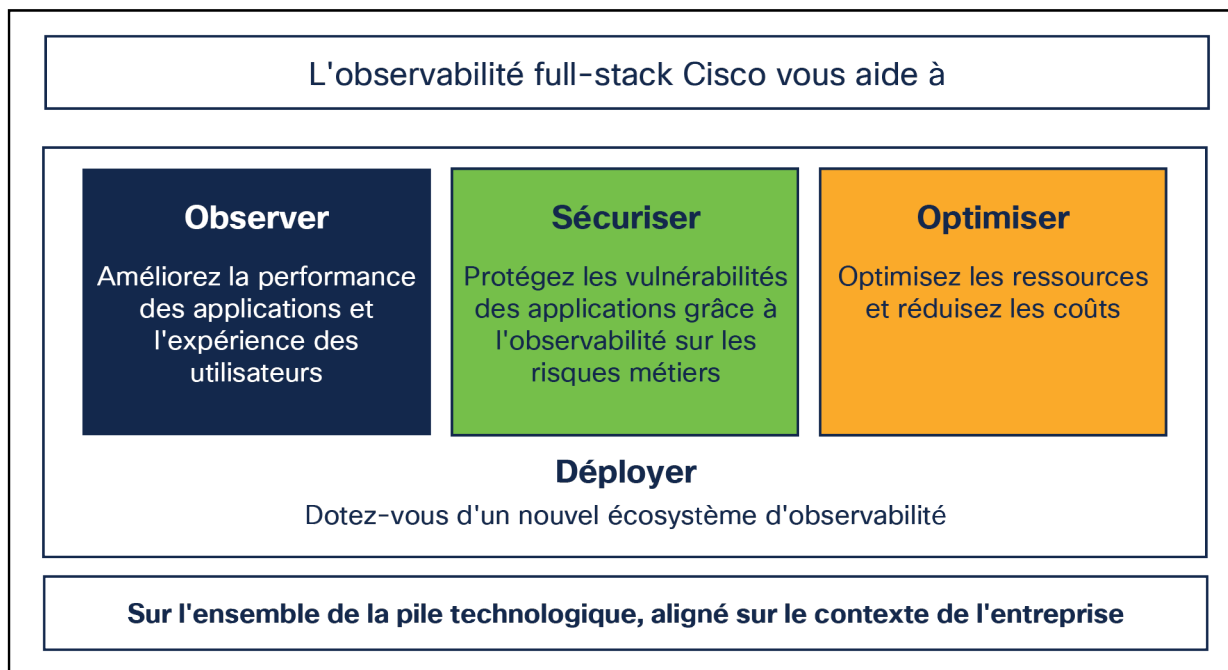 L'observabilité full-stack Cisco vous aide à
Observer
Améliorez la performance
des applications et
l'expérience des
utilisateurs
Sécuriser
Protégez les vulnérabilités
des applications grâce à
l'observabilité sur les
risques métiers
Optimiser
Optimisez les ressources
et réduisez les coûts
Déployer
Dotez-vous d'un nouvel écosystème d'observabilité
Sur l'ensemble de la pile technologique, aligné sur le contexte de l'entreprise